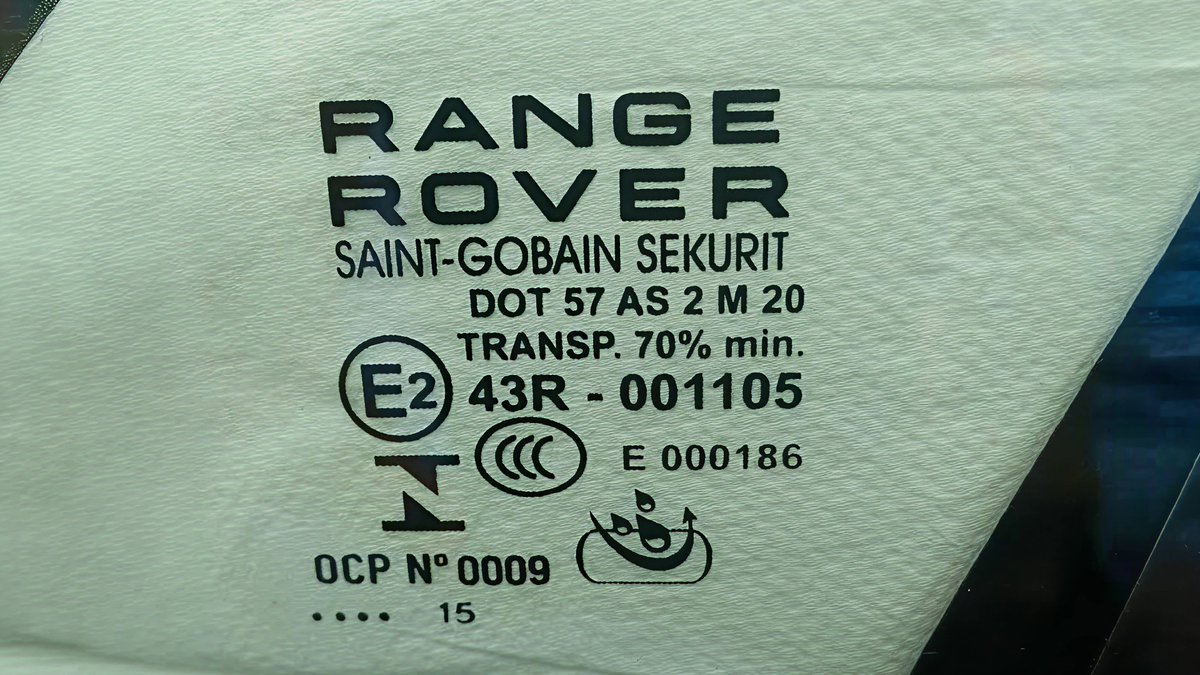 RANGE
ROVER
SAINT-GOBAIN SEKURIT
DOT 57 AS 2 M 20
TRANSP. 70% min.
E2 43R - 001105
CCC E 000186
OCP Nº 0009
.... 15